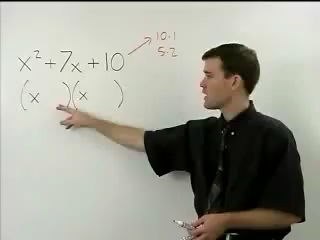 x² + 7x + 10
10·1
5·2
(x   )(x   )